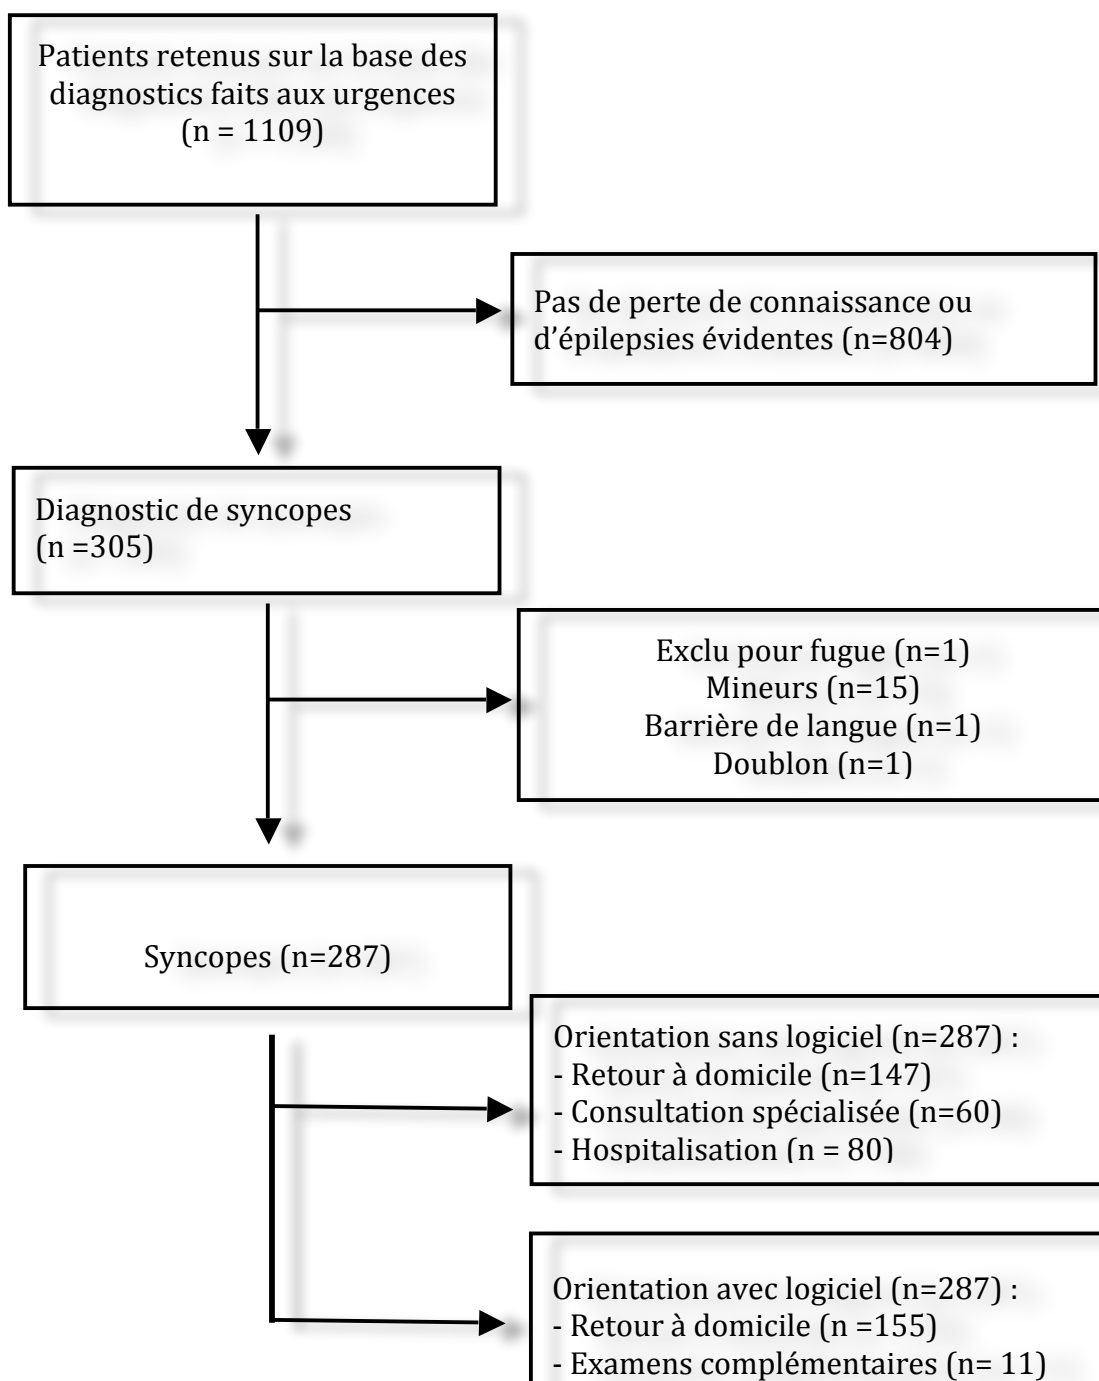 Patients retenus sur la base des
diagnostics faits aux urgences
(n = 1109)
Pas de perte de connaissance ou
d'épilepsies évidentes (n=804)
Diagnostic de syncopes
(n =305)
Exclu pour fugue (n=1)
Mineurs (n=15)
Barrière de langue (n=1)
Doublon (n=1)
Syncopes (n=287)
Orientation sans logiciel (n=287) :
- Retour à domicile (n=147)
- Consultation spécialisée (n=60)
- Hospitalisation (n = 80)
Orientation avec logiciel (n=287) :
- Retour à domicile (n =155)
- Examens complémentaires (n= 11)